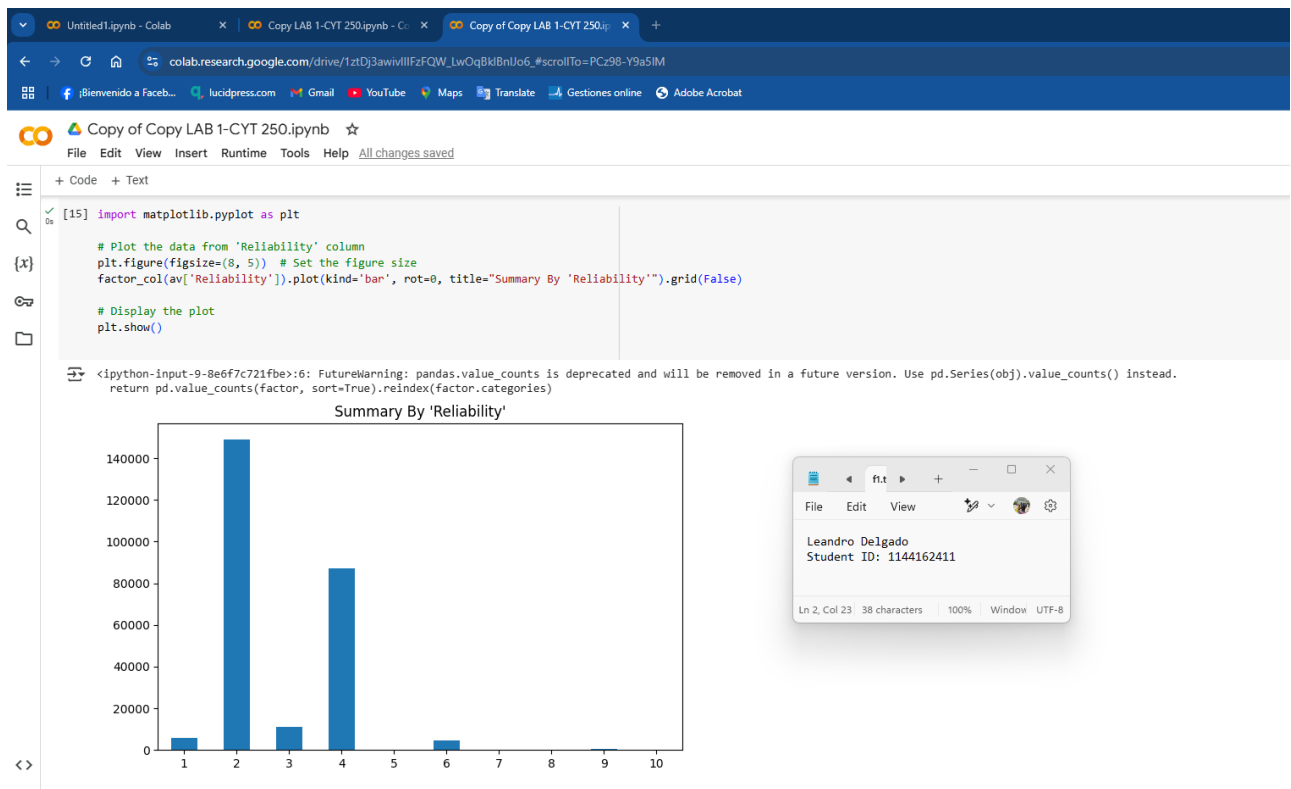 Untitled1.ipynb - Colab
Copy LAB 1-CYT 250.ipynb - Co
Copy of Copy LAB 1-CYT 250.ip
colab.research.google.com/drive/1ztDj3awivIIIFzFQW_LwOqBklBnUo6_#scrollTo=PCz98-Y9a5lM
¡Bienvenido a Faceb...
lucidpress.com
Gmail
YouTube
Maps
Translate
Gestiones online
Adobe Acrobat
Copy of Copy LAB 1-CYT 250.ipynb
File Edit View Insert Runtime Tools Help All changes saved
+ Code + Text
[15] import matplotlib.pyplot as plt
0s
# Plot the data from 'Reliability' column
plt.figure(figsize=(8, 5))  # Set the figure size
factor_col(av['Reliability']).plot(kind='bar', rot=0, title="Summary By 'Reliability'").grid(False)
# Display the plot
plt.show()
<ipython-input-9-8e6f7c721fbe>:6: FutureWarning: pandas.value_counts is deprecated and will be removed in a future version. Use pd.Series(obj).value_counts() instead.
return pd.value_counts(factor, sort=True).reindex(factor.categories)
Summary By 'Reliability'
140000
120000
100000
80000
60000
40000
20000
0
1 2 3 4 5 6 7 8 9 10
f1.t
File Edit View
Leandro Delgado
Student ID: 1144162411
Ln 2, Col 23 38 characters 100% Window UTF-8